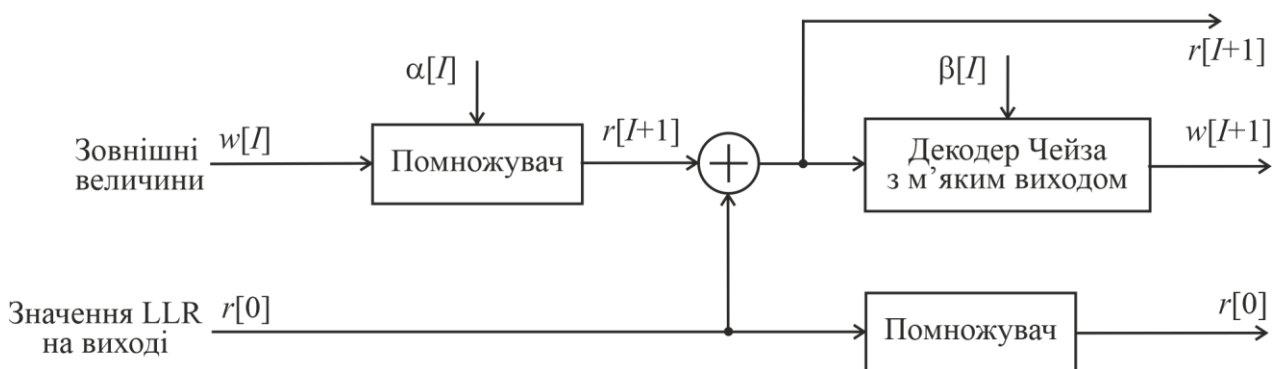 r[I+1]
α[I]
β[I]
Зовнішні
величини
w[I]
Помножувач
r[I+1]
Декодер Чейза
з м’яким виходом
w[I+1]
Значення LLR
на виході
r[0]
Помножувач
r[0]